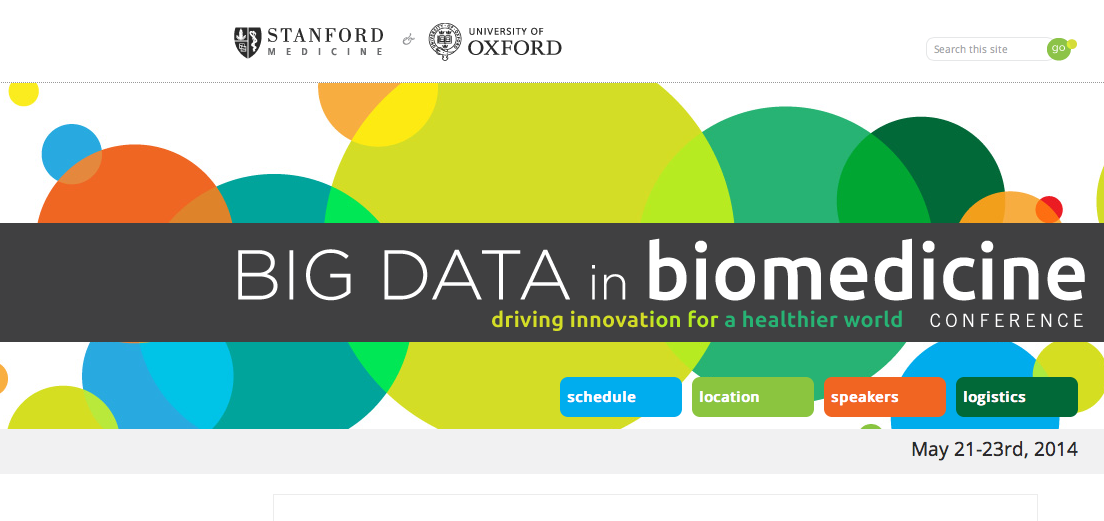 STANFORD
MEDICINE
&
UNIVERSITY OF
OXFORD
Search this site
go
BIG DATA in biomedicine
driving innovation for a healthier world CONFERENCE
schedule
location
speakers
logistics
May 21-23rd, 2014